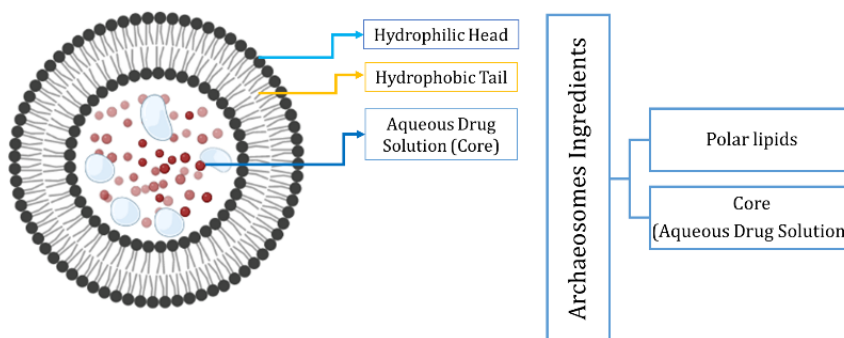 Hydrophilic Head
Hydrophobic Tail
Aqueous Drug
Solution (Core)
Archaeosomes Ingredients
Polar lipids
Core
(Aqueous Drug Solution